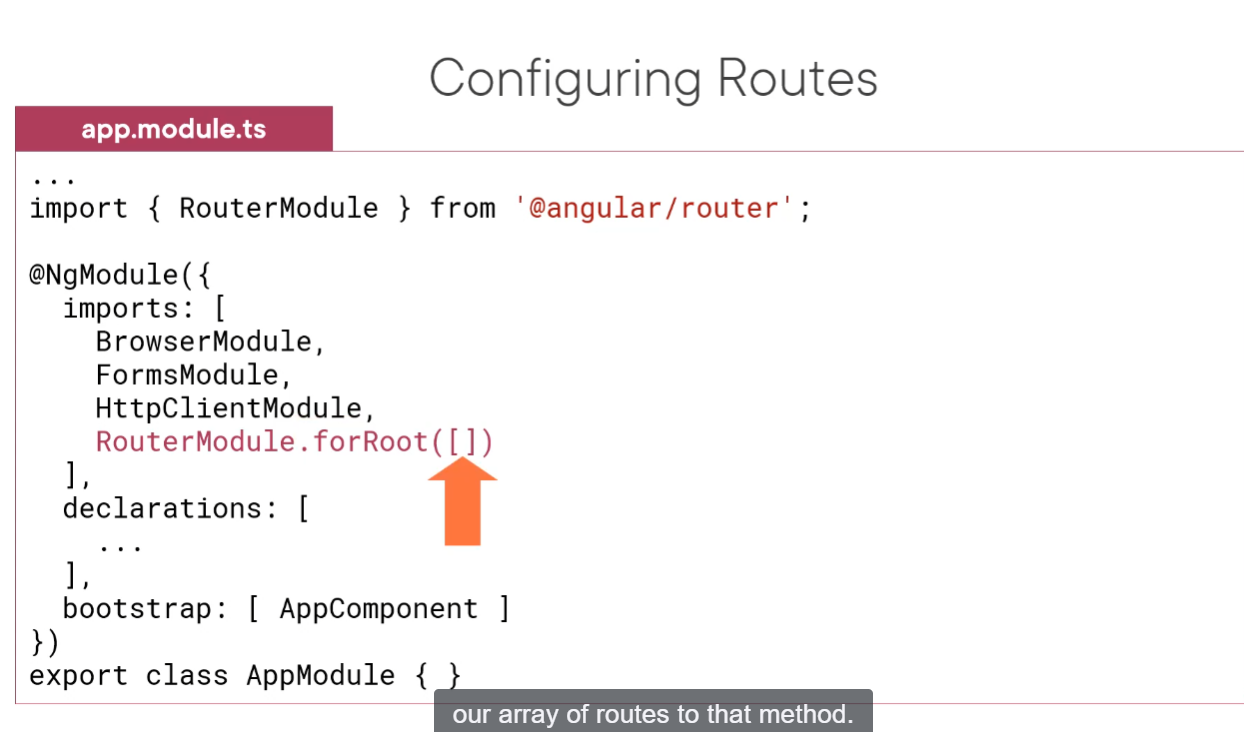 Configuring Routes
app.module.ts
...
import { RouterModule } from '@angular/router';
@NgModule({
  imports: [
    BrowserModule,
    FormsModule,
    HttpClientModule,
    RouterModule.forRoot([])
  ],
  declarations: [
    ...
  ],
  bootstrap: [ AppComponent ]
})
export class AppModule { }
our array of routes to that method.